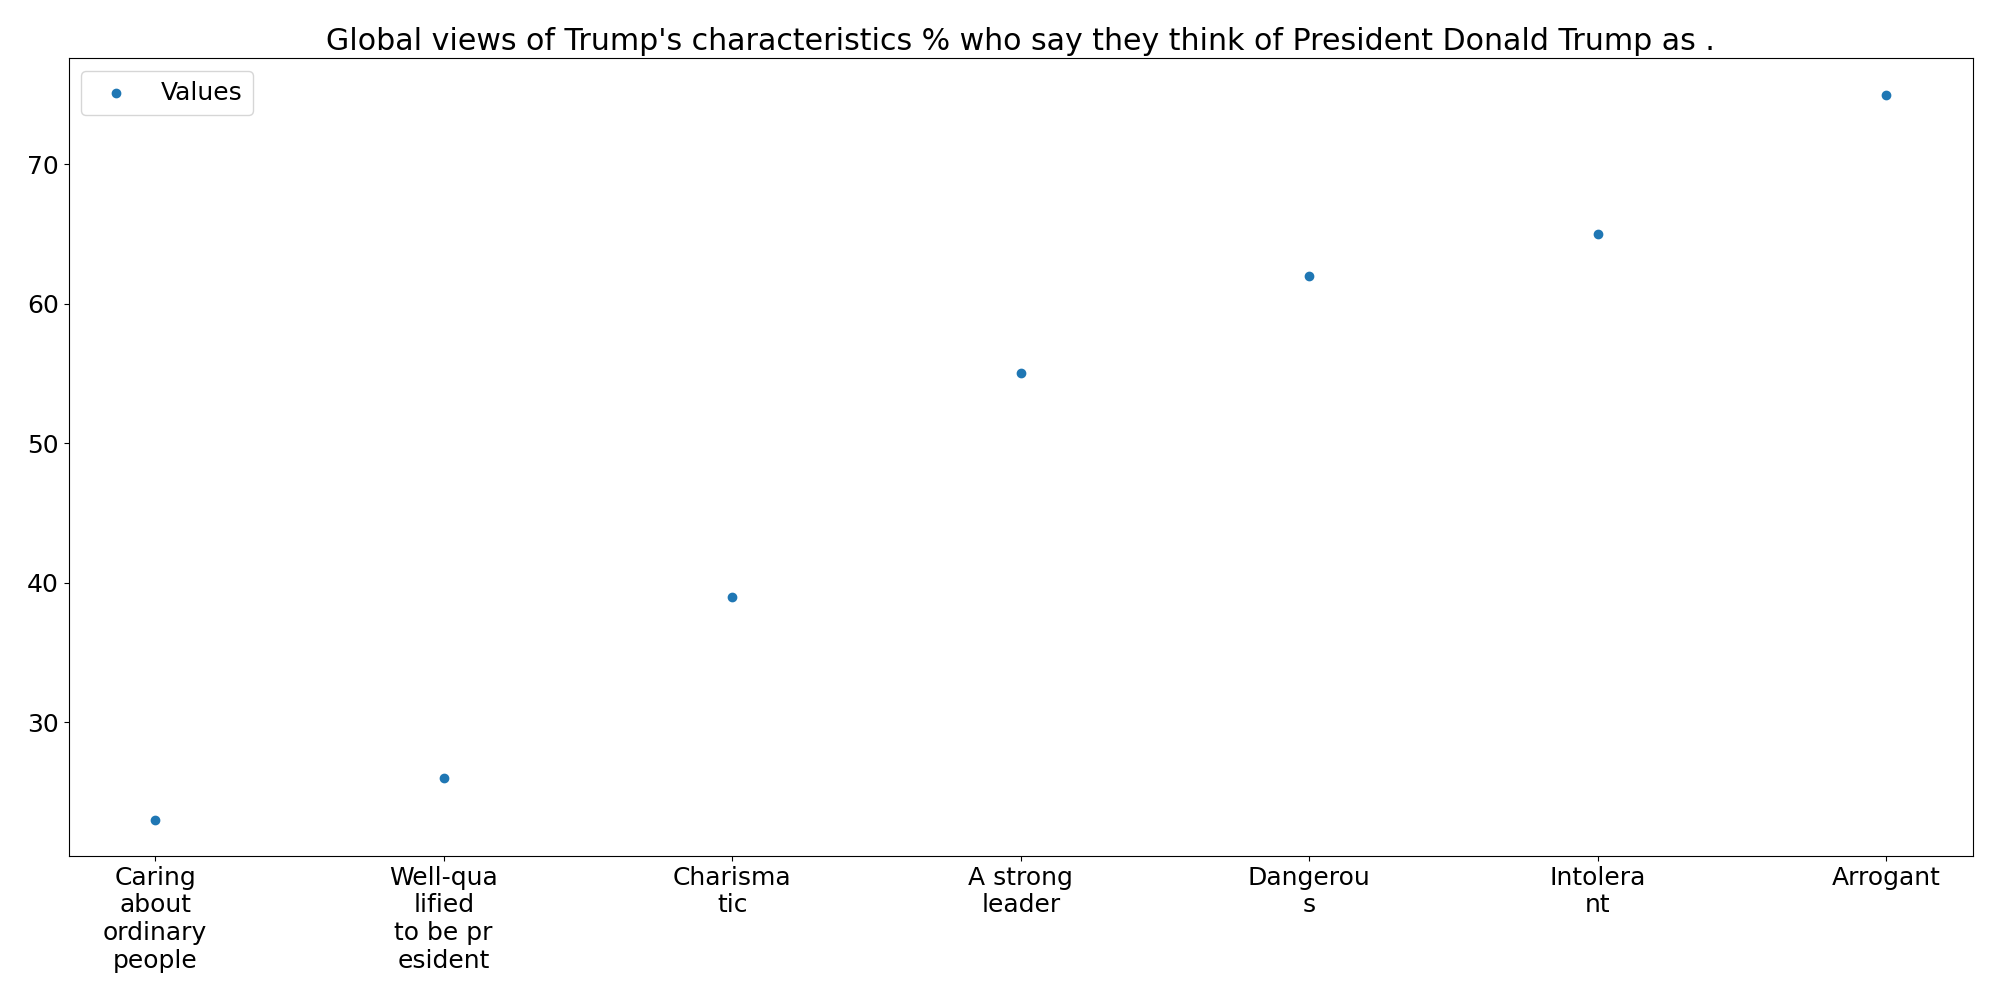 Global views of Trump's characteristics % who say they think of President Donald Trump as .
Values
70
60
50
40
30
Caring
about
ordinary
people
Well-qua
lified
to be pr
esident
Charisma
tic
A strong
leader
Dangerou
s
Intolera
nt
Arrogant